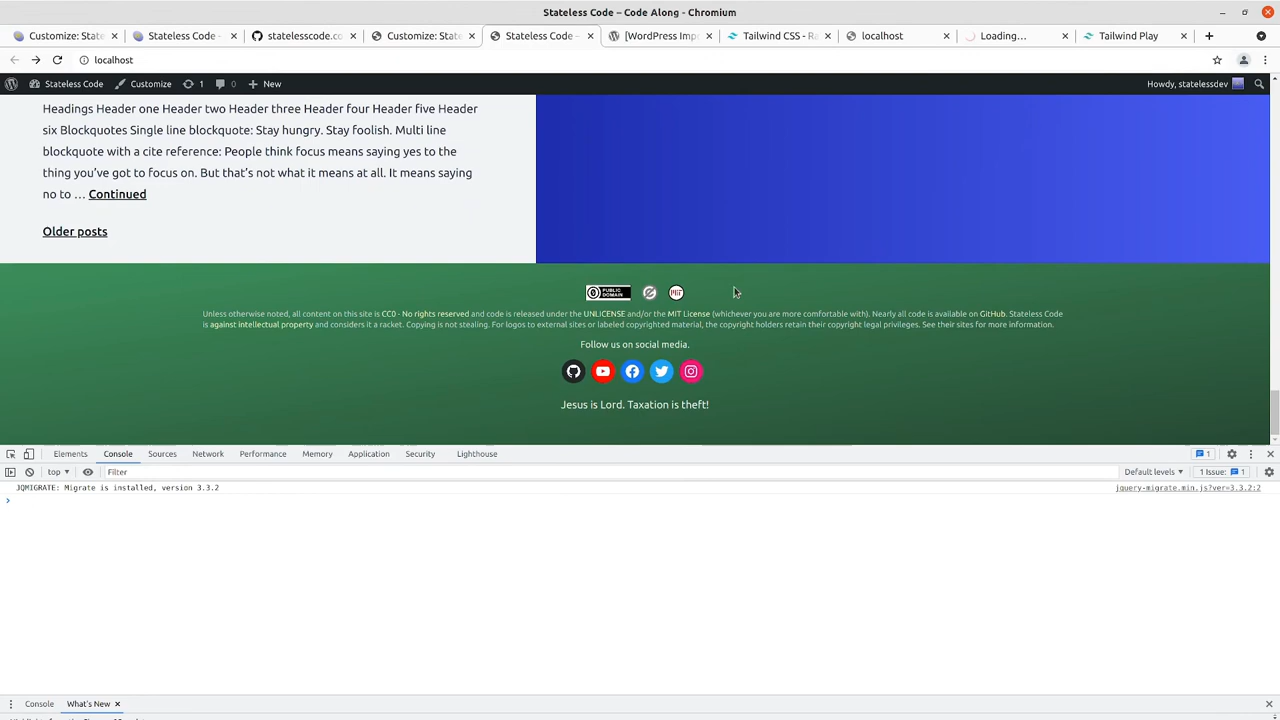 Stateless Code – Code Along - Chromium
Customize: State
Stateless Code –
statelesscode.co
Customize: State
Stateless Code –
[WordPress Impo
Tailwind CSS - Ra
localhost
Loading…
Tailwind Play
localhost
Stateless Code
Customize
1
0
New
Howdy, statelessdev
Headings Header one Header two Header three Header four Header five Header
six Blockquotes Single line blockquote: Stay hungry. Stay foolish. Multi line
blockquote with a cite reference: People think focus means saying yes to the
thing you’ve got to focus on. But that’s not what it means at all. It means saying
no to … Continued
Older posts
PUBLIC
DOMAIN
MIT
Unless otherwise noted, all content on this site is CC0 - No rights reserved and code is released under the UNLICENSE and/or the MIT License (whichever you are more comfortable with). Nearly all code is available on GitHub. Stateless Code
is against intellectual property and considers it a racket. Copying is not stealing. For logos to external sites or labeled copyrighted material, the copyright holders retain their copyright legal privileges. See their sites for more information.
Follow us on social media.
Jesus is Lord. Taxation is theft!
Elements
Console
Sources
Network
Performance
Memory
Application
Security
Lighthouse
1
top
Filter
Default levels
1 Issue:
1
JQMIGRATE: Migrate is installed, version 3.3.2
jquery-migrate.min.js?ver=3.3.2:2
Console
What's New